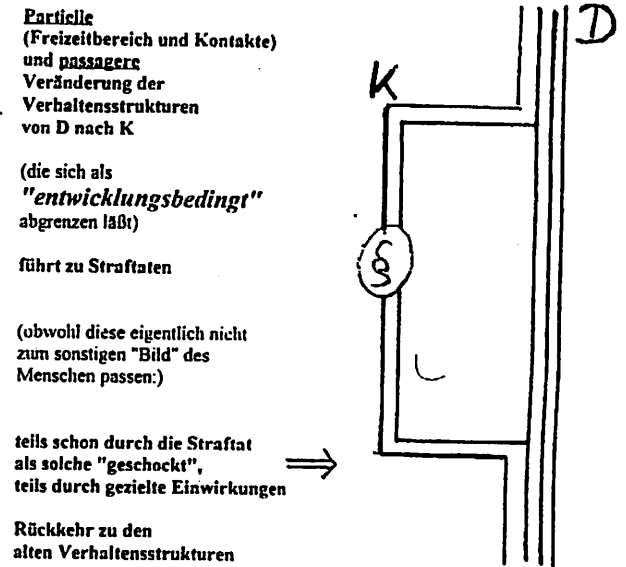 Partielle
(Freizeitbereich und Kontakte)
und passagere
Veränderung der
Verhaltensstrukturen
von D nach K
(die sich als
"entwicklungsbedingt"
abgrenzen läßt)
führt zu Straftaten
(obwohl diese eigentlich nicht
zum sonstigen "Bild" des
Menschen passen:)
teils schon durch die Straftat
als solche "geschockt",
teils durch gezielte Einwirkungen
Rückkehr zu den
alten Verhaltensstrukturen
⇒
D
K
§